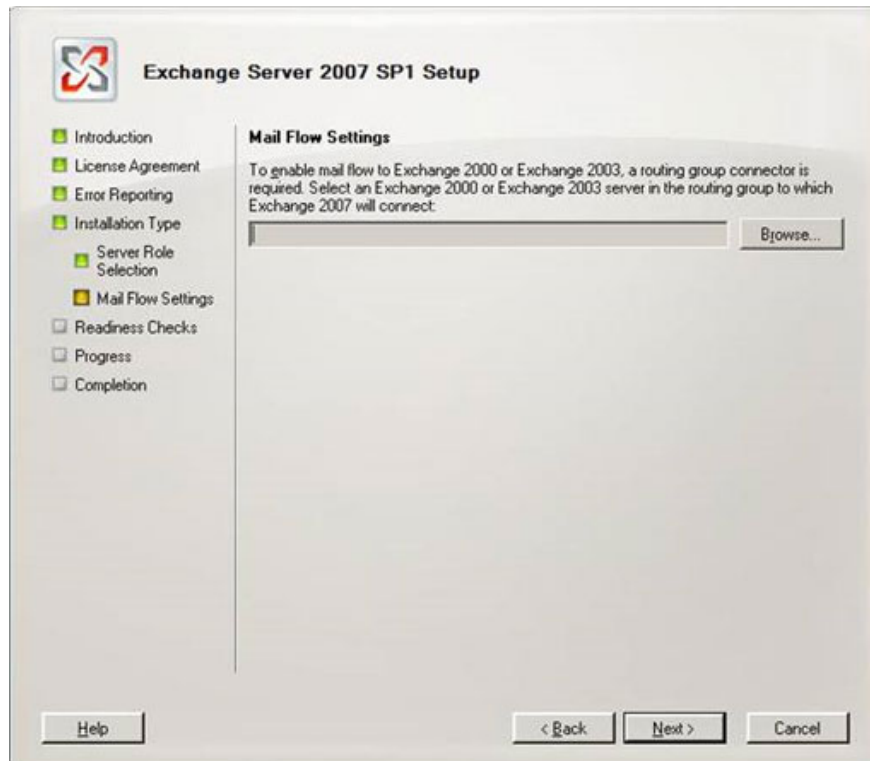 Exchange Server 2007 SP1 Setup
Introduction
License Agreement
Error Reporting
Installation Type
Server Role
Selection
Mail Flow Settings
Readiness Checks
Progress
Completion
Mail Flow Settings
To enable mail flow to Exchange 2000 or Exchange 2003, a routing group connector is
required. Select an Exchange 2000 or Exchange 2003 server in the routing group to which
Exchange 2007 will connect:
Browse...
Help
< Back
Next >
Cancel